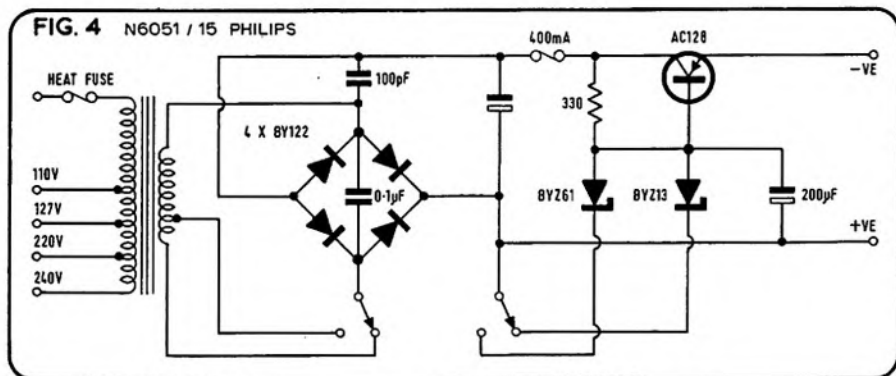 FIG. 4 N6051 / 15 PHILIPS
HEAT FUSE
110V
127V
220V
240V
4 X BY122
100pF
0·1µF
400mA
AC128
330
BYZ61
BYZ13
200µF
-VE
+VE